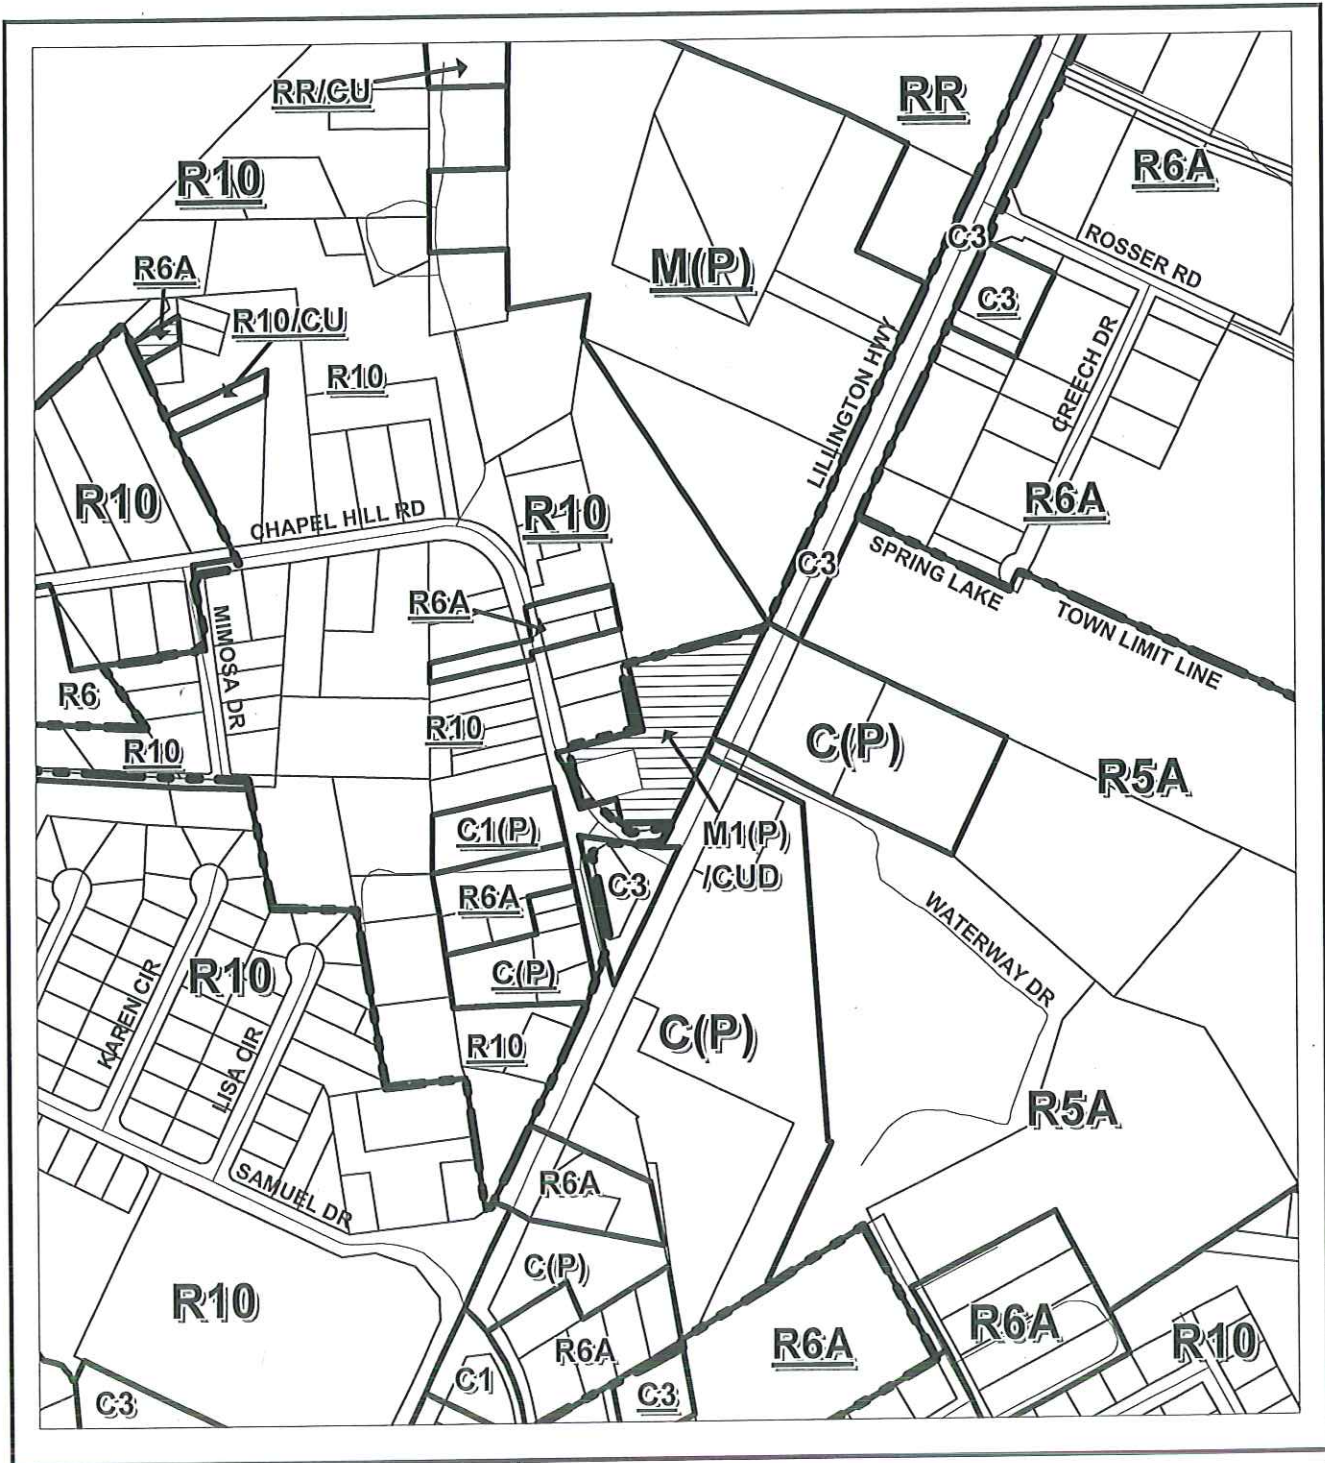 RR/CU
RR
R10
R6A
C3
ROSSER RD
R6A
M(P)
C3
R10/CU
R10
LILLINGTON HWY
CREECH DR
R10
R10
R6A
CHAPEL HILL RD
C3
SPRING LAKE
TOWN LIMIT LINE
R6A
MIMOSA DR
R6
R10
R10
C(P)
R5A
C1(P)
M1(P)
/CUD
R6A
C3
WATERWAY DR
C(P)
R10
KAREN CIR
LISA CIR
R10
C(P)
R5A
SAMUEL DR
R6A
C(P)
R10
R6A
R6A
R6A
R10
C1
C3
C3